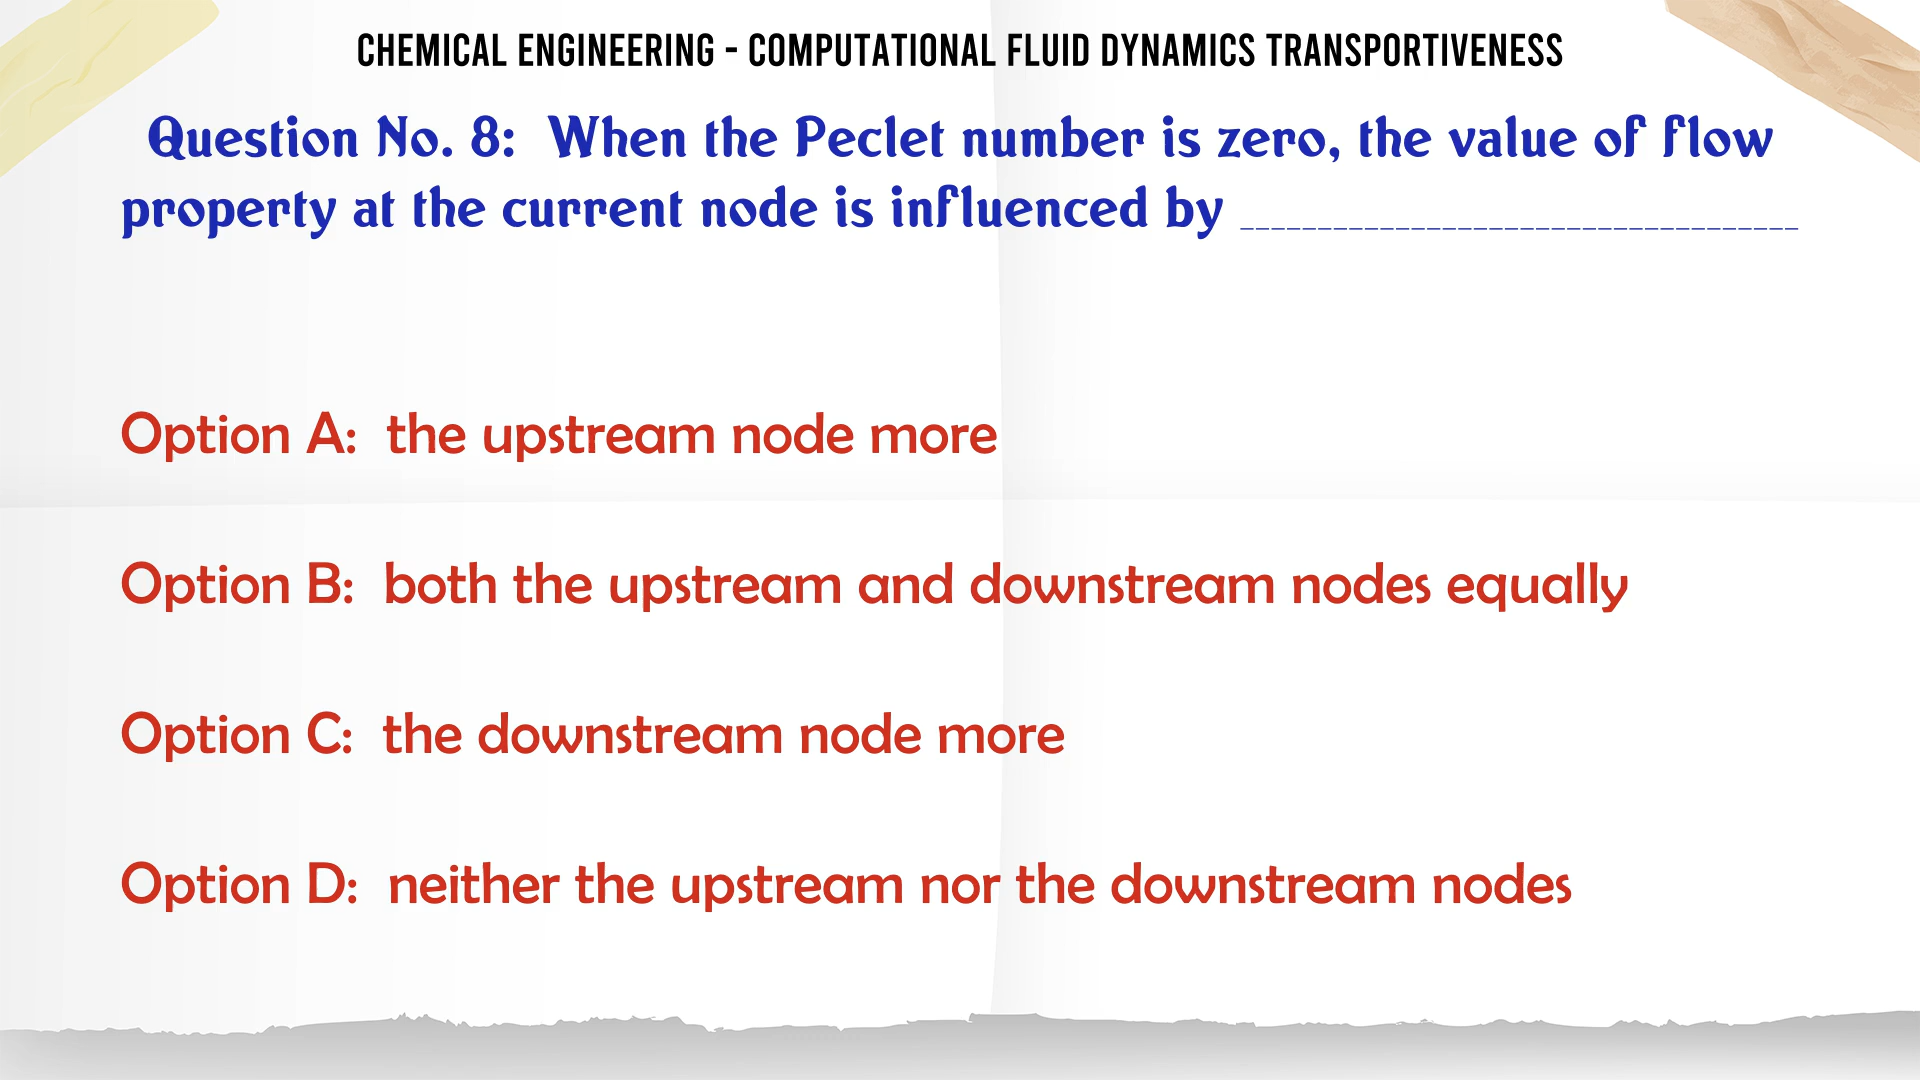 CHEMICAL ENGINEERING - COMPUTATIONAL FLUID DYNAMICS TRANSPORTIVENESS
Question No. 8: When the Peclet number is zero, the value of flow
property at the current node is influenced by ____________________________________
Option A: the upstream node more
Option B: both the upstream and downstream nodes equally
Option C: the downstream node more
Option D: neither the upstream nor the downstream nodes